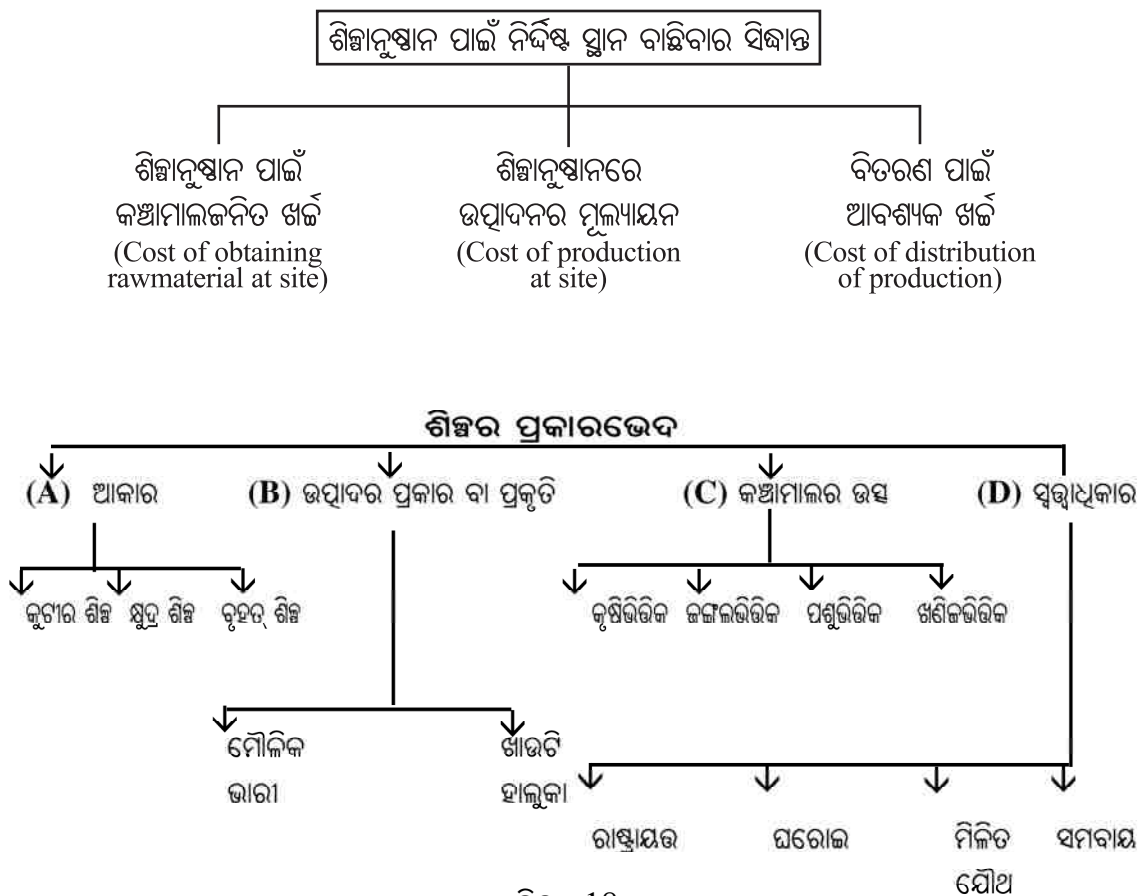 ଶିଳ୍ପାନୁଷ୍ଠାନ ପାଇଁ ନିର୍ଦ୍ଦିଷ୍ଟ ସ୍ଥାନ ବାଛିବାର ସିଦ୍ଧାନ୍ତ
ଶିଳ୍ପାନୁଷ୍ଠାନ ପାଇଁ
କଞ୍ଚାମାଲଜନିତ ଖର୍ଚ୍ଚ
(Cost of obtaining
rawmaterial at site)
ଶିଳ୍ପାନୁଷ୍ଠାନରେ
ଉତ୍ପାଦନର ମୂଲ୍ୟାୟନ
(Cost of production
at site)
ବିତରଣ ପାଇଁ
ଆବଶ୍ୟକ ଖର୍ଚ୍ଚ
(Cost of distribution
of production)
ଶିଳ୍ପର ପ୍ରକାରଭେଦ
(A) ଆକାର
(B) ଉତ୍ପାଦର ପ୍ରକାର ବା ପ୍ରକୃତି
(C) କଞ୍ଚାମାଲର ଉତ୍ସ
(D) ସ୍ୱତ୍ତ୍ୱାଧିକାର
କୁଟୀର ଶିଳ୍ପ
କ୍ଷୁଦ୍ର ଶିଳ୍ପ
ବୃହତ୍ ଶିଳ୍ପ
କୃଷିଭିତ୍ତିକ
ଜଙ୍ଗଲଭିତ୍ତିକ
ପଶୁଭିତ୍ତିକ
ଖଣିଜଭିତ୍ତିକ
ମୌଳିକ
ଭାରୀ
ଖାଉଟି
ହାଲୁକା
ରାଷ୍ଟ୍ରାୟତ୍ତ
ଘରୋଇ
ମିଳିତ
ଯୌଥ
ସମବାୟ